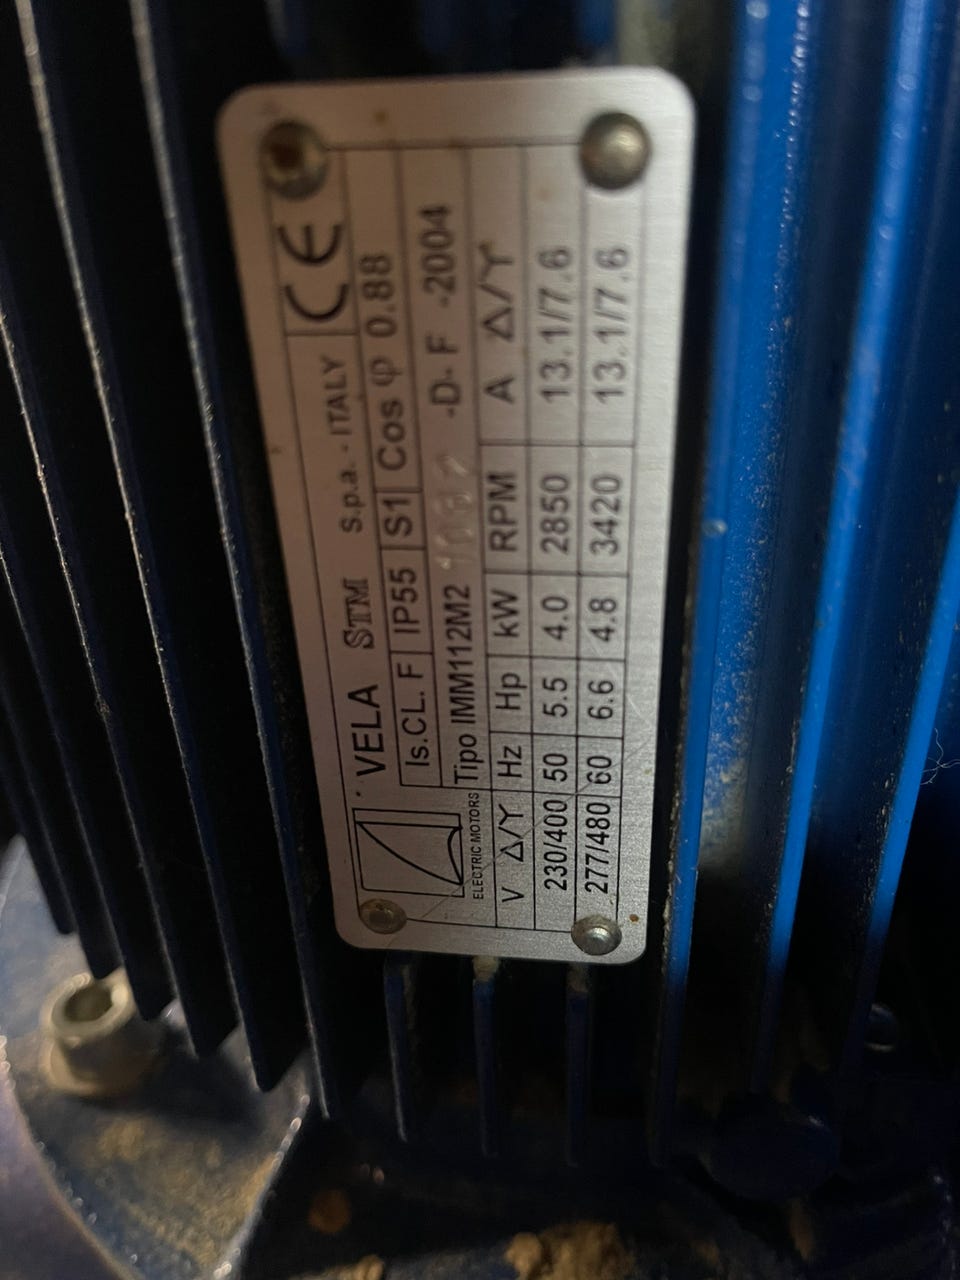 VELA STM s.p.a. - ITALY CE
Is.CL. F IP55 S1 Cos φ 0.88
Tipo IMM112M2 -D- F -2004
ELECTRIC MOTORS
V Δ/Y Hz Hp kW RPM A Δ/Y
230/400 50 5.5 4.0 2850 13.1/7.6
277/480 60 6.6 4.8 3420 13.1/7.6